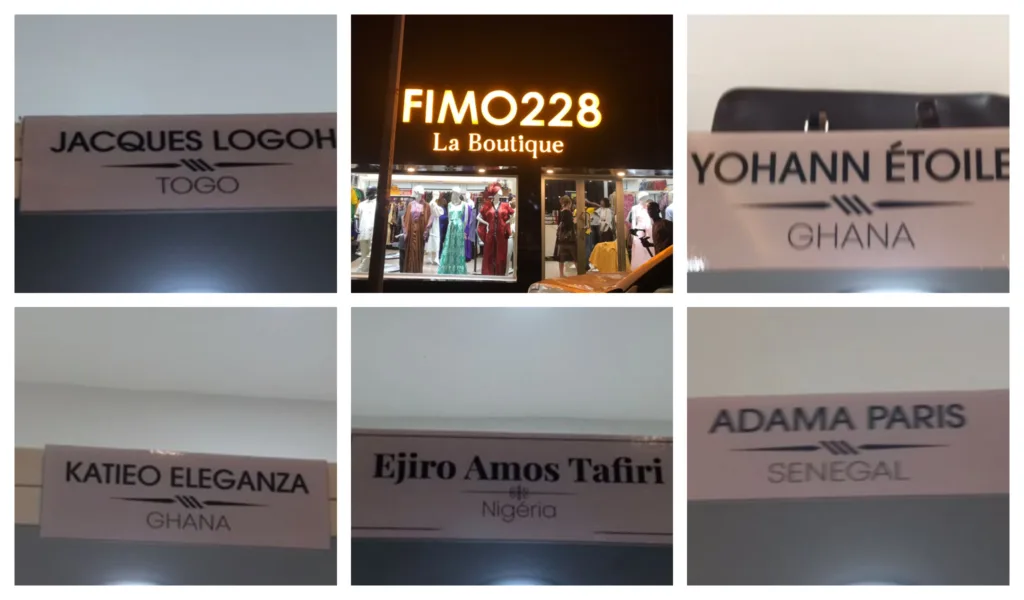 JACQUES LOGOH
TOGO
FIMO228
La Boutique
YOHANN ÉTOILE
GHANA
KATIEO ELEGANZA
GHANA
Ejiro Amos Tafiri
Nigéria
ADAMA PARIS
SENEGAL